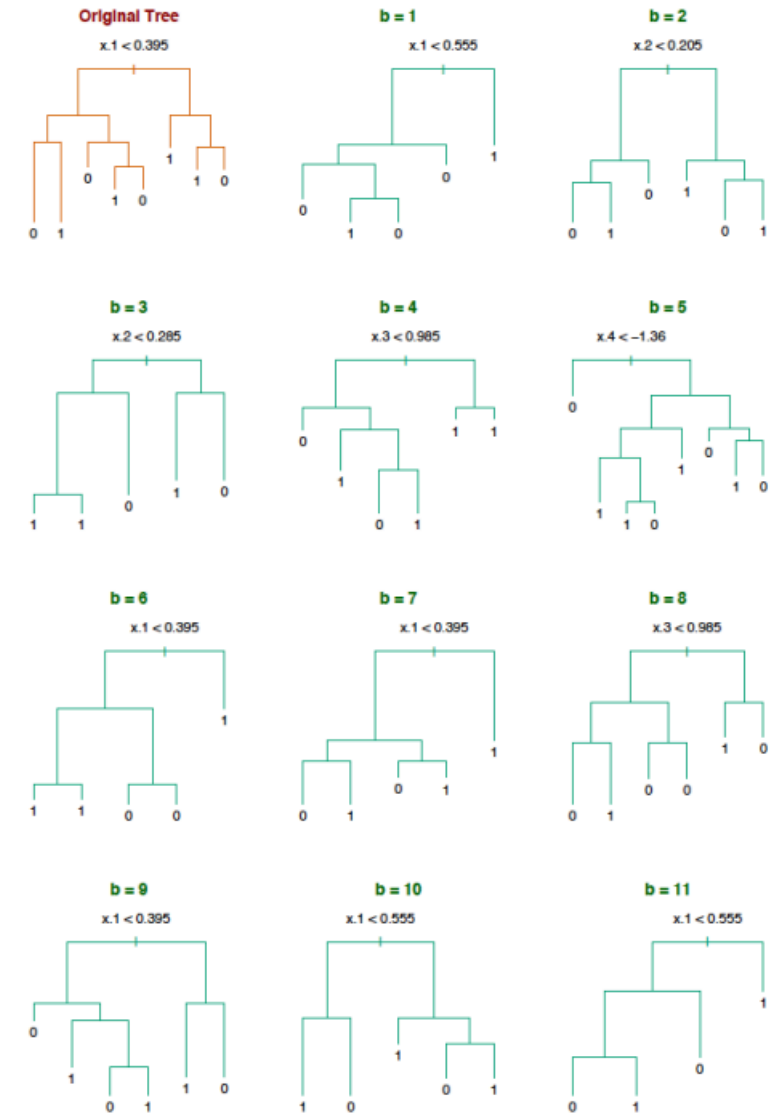 Original Tree
x.1 < 0.395
0 1
0
1 0
1
1 0
b = 1
x.1 < 0.555
0
1 0
0
1
b = 2
x.2 < 0.205
0 1
0
1
0 1
b = 3
x.2 < 0.285
1 1
0
1 0
b = 4
x.3 < 0.985
0
1
0 1
1 1
b = 5
x.4 < −1.36
0
1
1 0
1
0
1 0
b = 6
x.1 < 0.395
1 1
0 0
1
b = 7
x.1 < 0.395
0 1
0 1
1
b = 8
x.3 < 0.985
0 1
0 0
1 0
b = 9
x.1 < 0.395
0
1
0 1
1 0
b = 10
x.1 < 0.555
1 0
1
0 1
b = 11
x.1 < 0.555
0 1
0
1